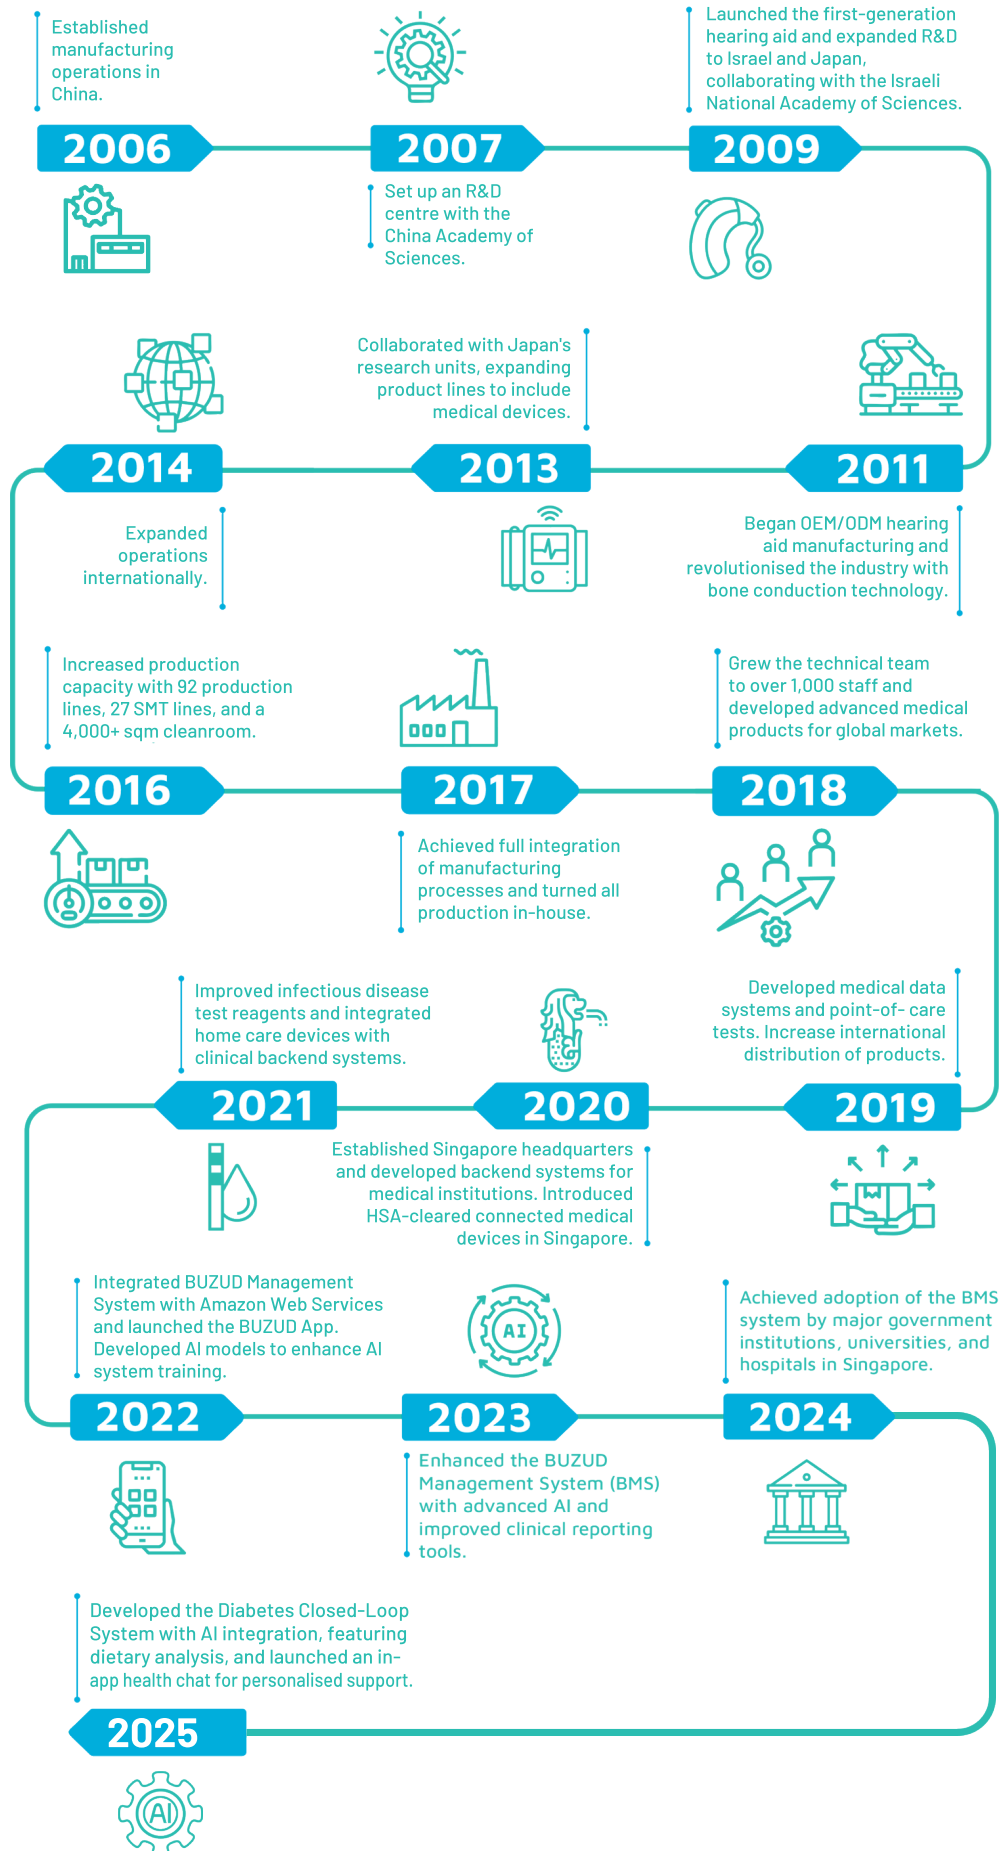 Established
manufacturing
operations in
China.
2006
2007
Set up an R&D
centre with the
China Academy of
Sciences.
Launched the first-generation
hearing aid and expanded R&D
to Israel and Japan,
collaborating with the Israeli
National Academy of Sciences.
2009
2011
Began OEM/ODM hearing
aid manufacturing and
revolutionised the industry with
bone conduction technology.
Collaborated with Japan's
research units, expanding
product lines to include
medical devices.
2013
2014
Expanded
operations
internationally.
Increased production
capacity with 92 production
lines, 27 SMT lines, and a
4,000+ sqm cleanroom.
2016
2017
Achieved full integration
of manufacturing
processes and turned all
production in-house.
Grew the technical team
to over 1,000 staff and
developed advanced medical
products for global markets.
2018
Developed medical data
systems and point-of- care
tests. Increase international
distribution of products.
2019
2020
Established Singapore headquarters
and developed backend systems for
medical institutions. Introduced
HSA-cleared connected medical
devices in Singapore.
Improved infectious disease
test reagents and integrated
home care devices with
clinical backend systems.
2021
Integrated BUZUD Management
System with Amazon Web Services
and launched the BUZUD App.
Developed AI models to enhance AI
system training.
2022
AI
2023
Enhanced the BUZUD
Management System (BMS)
with advanced AI and
improved clinical reporting
tools.
Achieved adoption of the BMS
system by major government
institutions, universities, and
hospitals in Singapore.
2024
Developed the Diabetes Closed-Loop
System with AI integration, featuring
dietary analysis, and launched an in-
app health chat for personalised support.
2025
AI